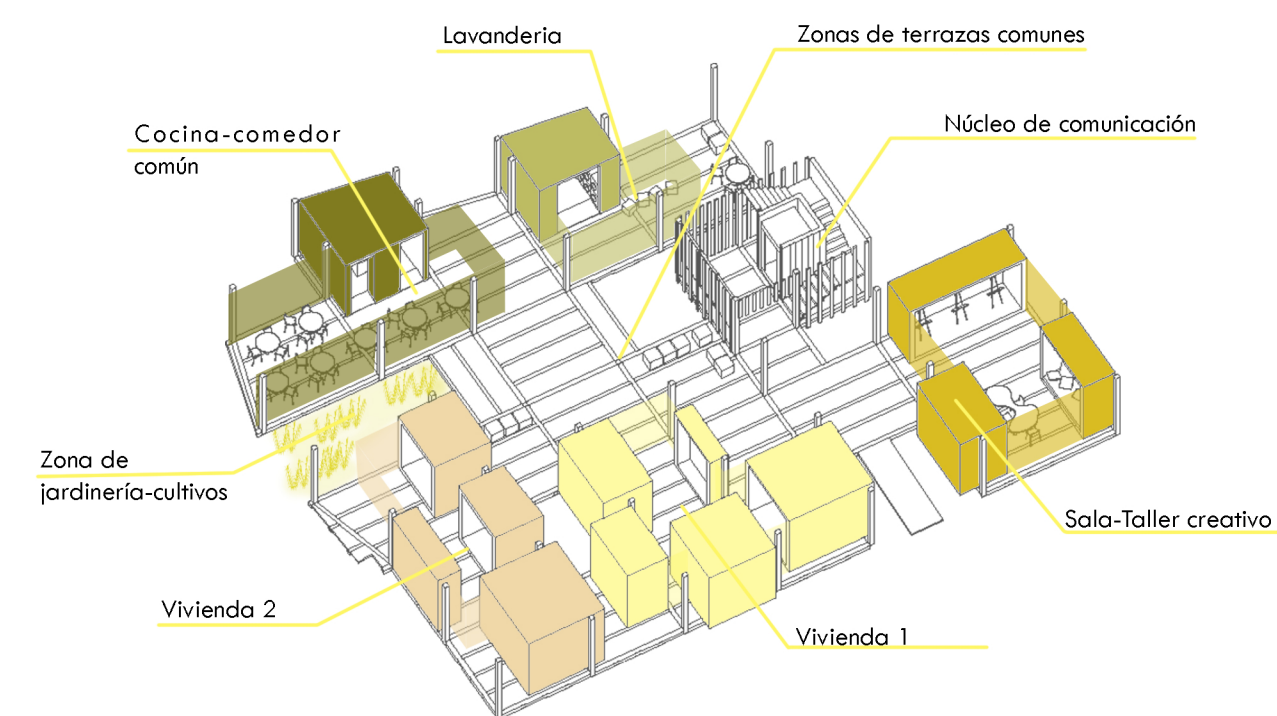 Lavanderia
Zonas de terrazas comunes
Núcleo de comunicación
Cocina-comedor
común
Zona de
jardinería-cultivos
Sala-Taller creativo
Vivienda 2
Vivienda 1